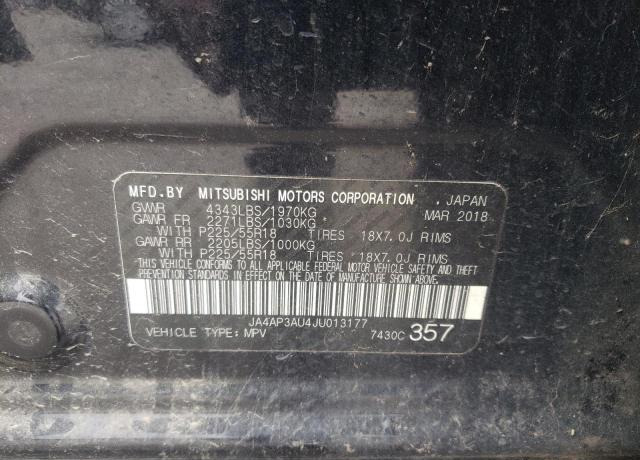 MFD.BY MITSUBISHI MOTORS CORPORATION , JAPAN
GVWR 4343LBS/1970KG MAR 2018
GAWR FR 2271LBS/1030KG
WITH P225/55R18 TIRES 18X7.0J RIMS
GAWR RR 2205LBS/1000KG
WITH P225/55R18 TIRES 18X7.0J RIMS
THIS VEHICLE CONFORMS TO ALL APPLICABLE FEDERAL MOTOR VEHICLE SAFETY AND THEFT
PREVENTION STANDARDS IN EFFECT ON THE DATE OF MANUFACTURE SHOWN ABOVE.
JA4AP3AU4JU013177
VEHICLE TYPE: MPV 7430C 357